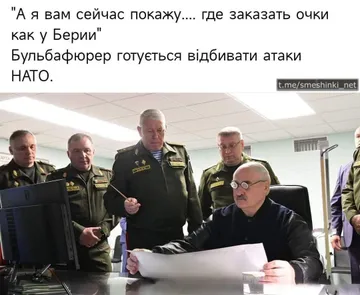 "А я вам сейчас покажу.... где заказать очки
как у Берии"
Бульбафюрер готується відбивати атаки
НАТО.
t.me/smeshinki_net